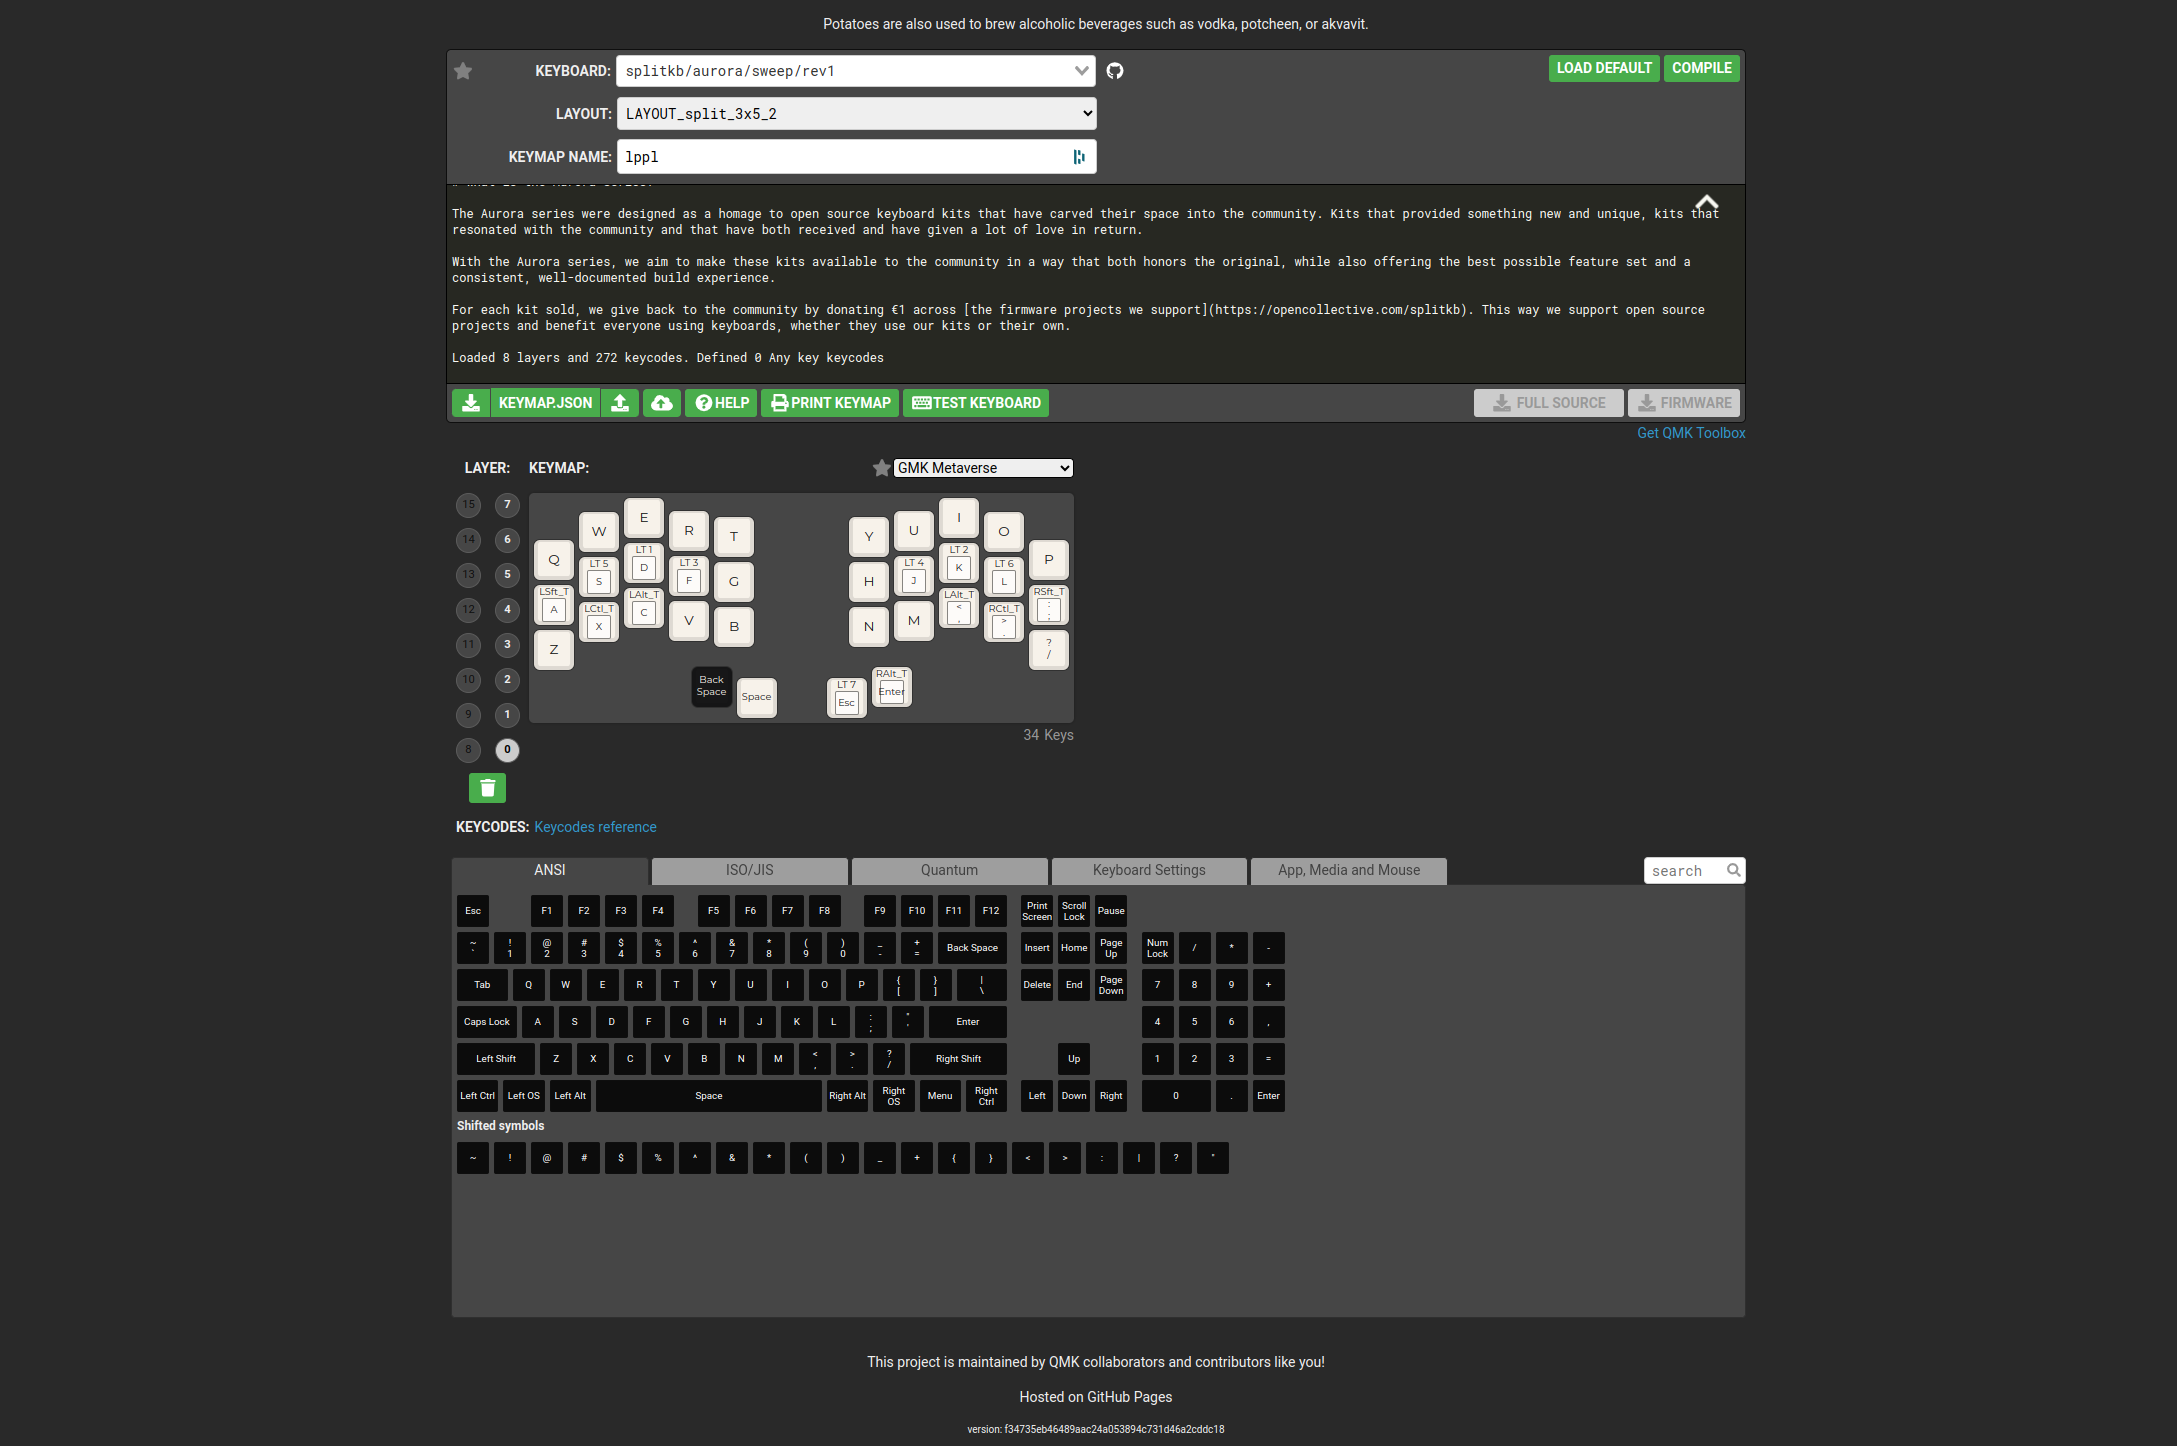 Potatoes are also used to brew alcoholic beverages such as vodka, potcheen, or akvavit.
KEYBOARD: splitkb/aurora/sweep/rev1 LOAD DEFAULT COMPILE
LAYOUT: LAYOUT_split_3x5_2
KEYMAP NAME: lppl
The Aurora series were designed as a homage to open source keyboard kits that have carved their space into the community. Kits that provided something new and unique, kits that
resonated with the community and that have both received and have given a lot of love in return.
With the Aurora series, we aim to make these kits available to the community in a way that both honors the original, while also offering the best possible feature set and a
consistent, well-documented build experience.
For each kit sold, we give back to the community by donating €1 across [the firmware projects we support](https://opencollective.com/splitkb). This way we support open source
projects and benefit everyone using keyboards, whether they use our kits or their own.
Loaded 8 layers and 272 keycodes. Defined 0 Any key keycodes
KEYMAP.JSON HELP PRINT KEYMAP TEST KEYBOARD FULL SOURCE FIRMWARE
Get QMK Toolbox
LAYER: KEYMAP: GMK Metaverse
15 7
14 6
13 5
12 4
11 3
10 2
9 1
8 0
Q W E R T Y U I O P
LSft_T A LT 5 S LT 1 D LT 3 F G H LT 4 J LT 2 K LT 6 L RSft_T : ;
Z LCtl_T X LAlt_T C V B N M LAlt_T < , RCtl_T > . ? /
Back Space Space LT 7 Esc RAlt_T Enter
34 Keys
KEYCODES: Keycodes reference
ANSI ISO/JIS Quantum Keyboard Settings App, Media and Mouse search
Esc F1 F2 F3 F4 F5 F6 F7 F8 F9 F10 F11 F12 Print Screen Scroll Lock Pause
~ ` ! 1 @ 2 # 3 $ 4 % 5 ^ 6 & 7 * 8 ( 9 ) 0 _ - + = Back Space Insert Home Page Up Num Lock / * -
Tab Q W E R T Y U I O P { [ } ] | \ Delete End Page Down 7 8 9 +
Caps Lock A S D F G H J K L : ; " ' Enter 4 5 6 ,
Left Shift Z X C V B N M < , > . ? / Right Shift Up 1 2 3 =
Left Ctrl Left OS Left Alt Space Right Alt Right OS Menu Right Ctrl Left Down Right 0 . Enter
Shifted symbols
~ ! @ # $ % ^ & * ( ) _ + { } < > : | ? "
This project is maintained by QMK collaborators and contributors like you!
Hosted on GitHub Pages
version: f34735eb46489aac24a053894c731d46a2cddc18